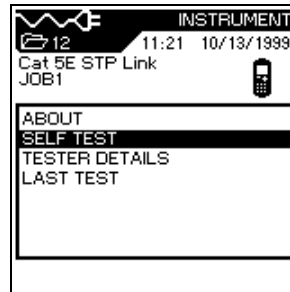 INSTRUMENT
12 11:21 10/13/1999
Cat 5E STP Link
JOB1
ABOUT
SELF TEST
TESTER DETAILS
LAST TEST